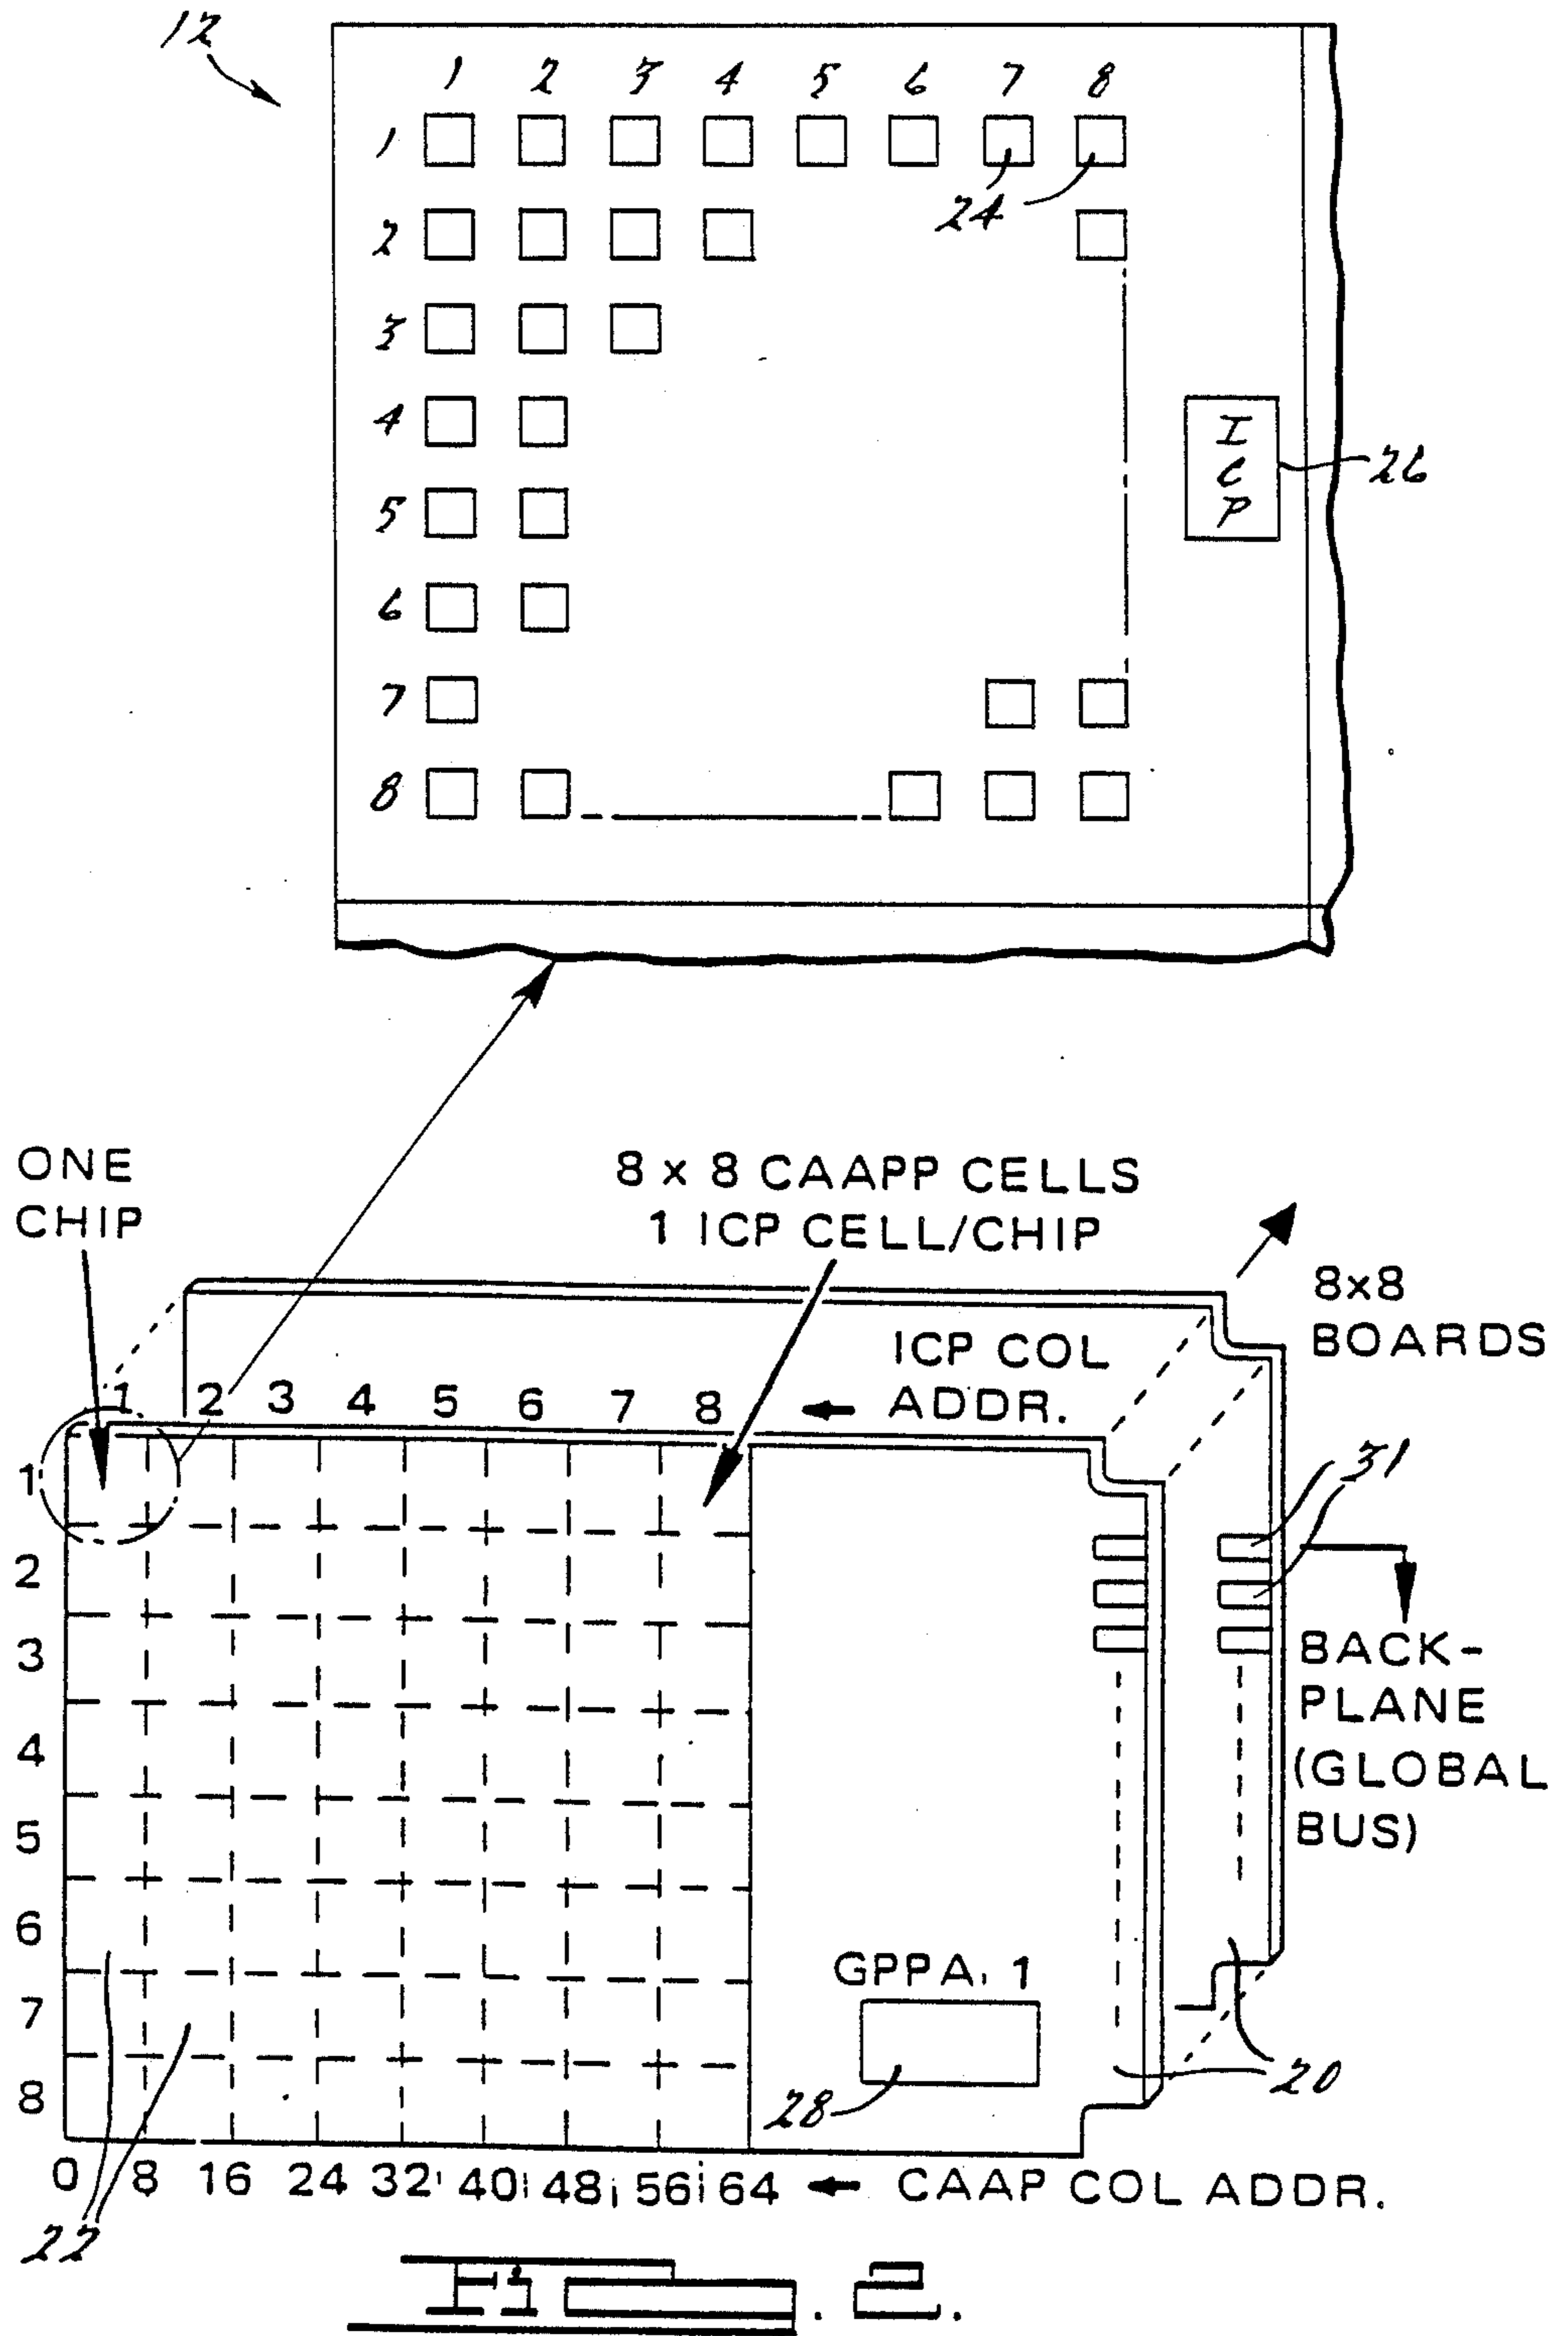 12
1 2 3 4 5 6 7 8
1
24
2
3
4
I
C
P
26
5
6
7
8
ONE
CHIP
8 x 8 CAAPP CELLS
1 ICP CELL/CHIP
8x8
BOARDS
ICP COL
ADDR.
1 2 3 4 5 6 7 8
1
31
2
3
BACK-
PLANE
(GLOBAL
BUS)
4
5
6
GPPA. 1
7
28
20
8
0 8 16 24 32 40 48 56 64
CAAP COL ADDR.
22
Fig. 2.